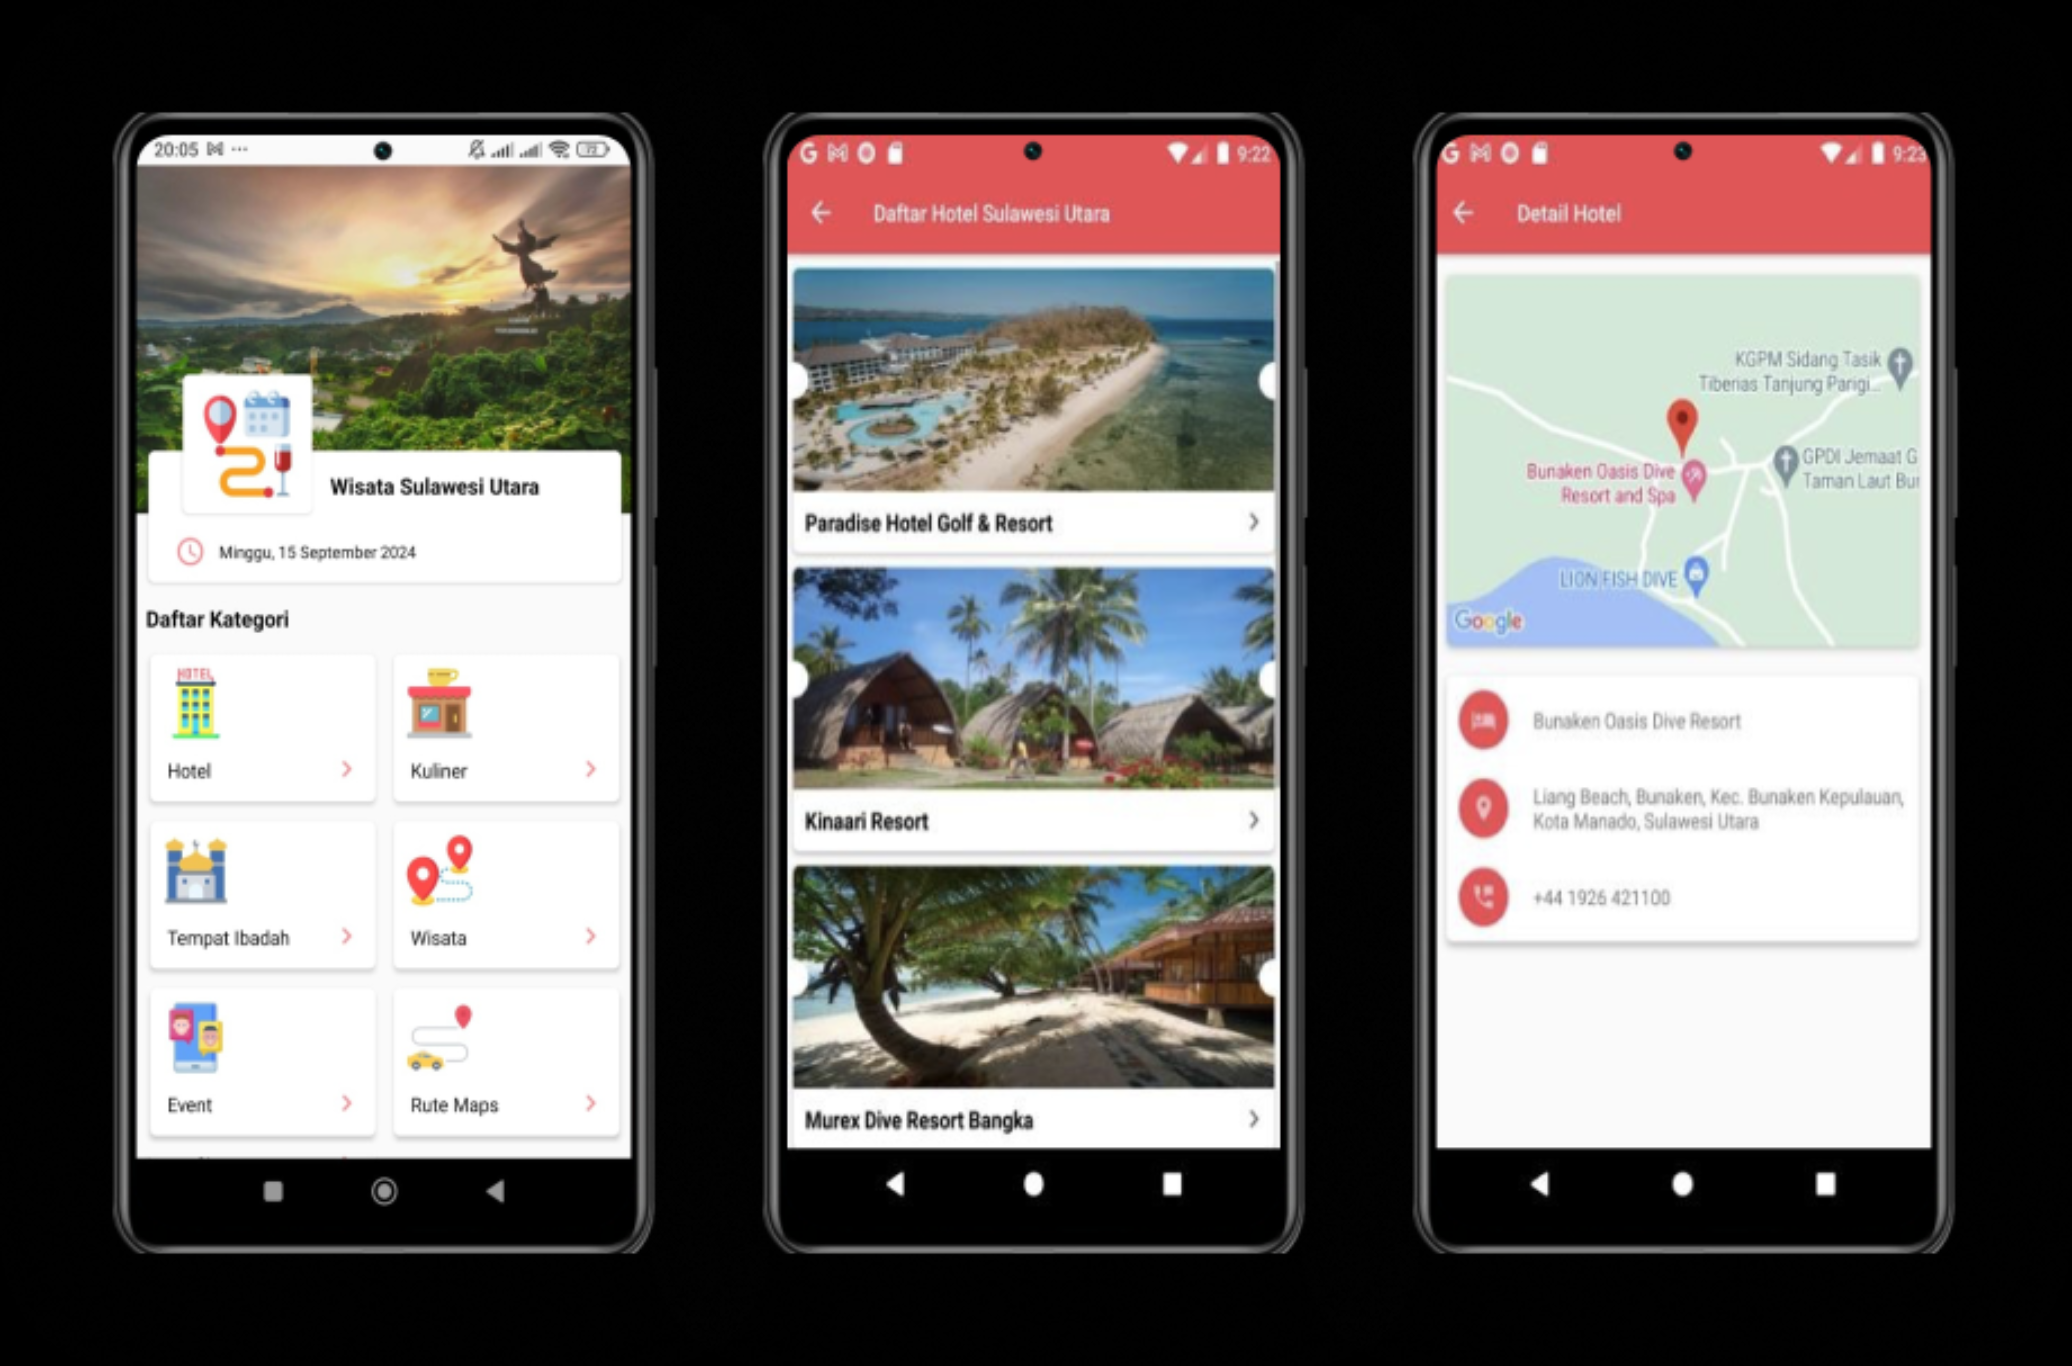 20:05
72
Wisata Sulawesi Utara
Minggu, 15 September 2024
Daftar Kategori
HOTEL
Hotel
Kuliner
Tempat Ibadah
Wisata
Event
Rute Maps
9:22
Daftar Hotel Sulawesi Utara
Paradise Hotel Golf & Resort
Kinaari Resort
Murex Dive Resort Bangka
9:23
Detail Hotel
KGPM Sidang Tasik
Tiberias Tanjung Parigi...
Bunaken Oasis Dive
Resort and Spa
GPDI Jemaat G
Taman Laut Bun
LION FISH DIVE
Google
Bunaken Oasis Dive Resort
Liang Beach, Bunaken, Kec. Bunaken Kepulauan,
Kota Manado, Sulawesi Utara
+44 1926 421100